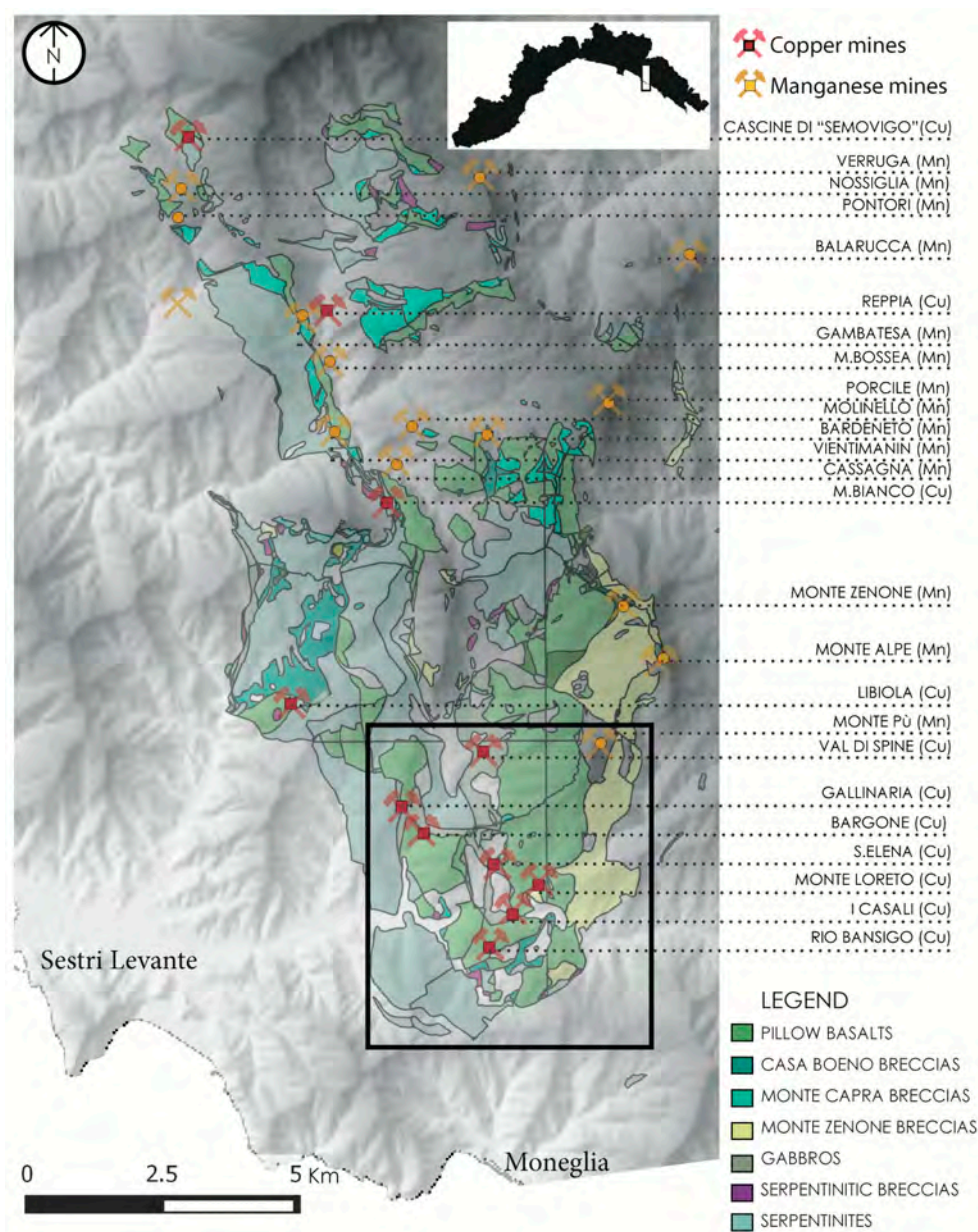 N
Copper mines
Manganese mines
CASCINE DI “SEMOVIGO”(Cu)
VERRUGA (Mn)
NOSSIGLIA (Mn)
PONTORI (Mn)
BALARUCCA (Mn)
REPPIA (Cu)
GAMBATESA (Mn)
M.BOSSEA (Mn)
PORCILE (Mn)
MOLINELLO (Mn)
BARDENETO (Mn)
VIENTIMANIN (Mn)
CASSAGNA (Mn)
M.BIANCO (Cu)
MONTE ZENONE (Mn)
MONTE ALPE (Mn)
LIBIOLA (Cu)
MONTE Pù (Mn)
VAL DI SPINE (Cu)
GALLINARIA (Cu)
BARGONE (Cu)
S.ELENA (Cu)
MONTE LORETO (Cu)
I CASALI (Cu)
RIO BANSIGO (Cu)
Sestri Levante
Moneglia
0 2.5 5 Km
LEGEND
PILLOW BASALTS
CASA BOENO BRECCIAS
MONTE CAPRA BRECCIAS
MONTE ZENONE BRECCIAS
GABBROS
SERPENTINITIC BRECCIAS
SERPENTINITES